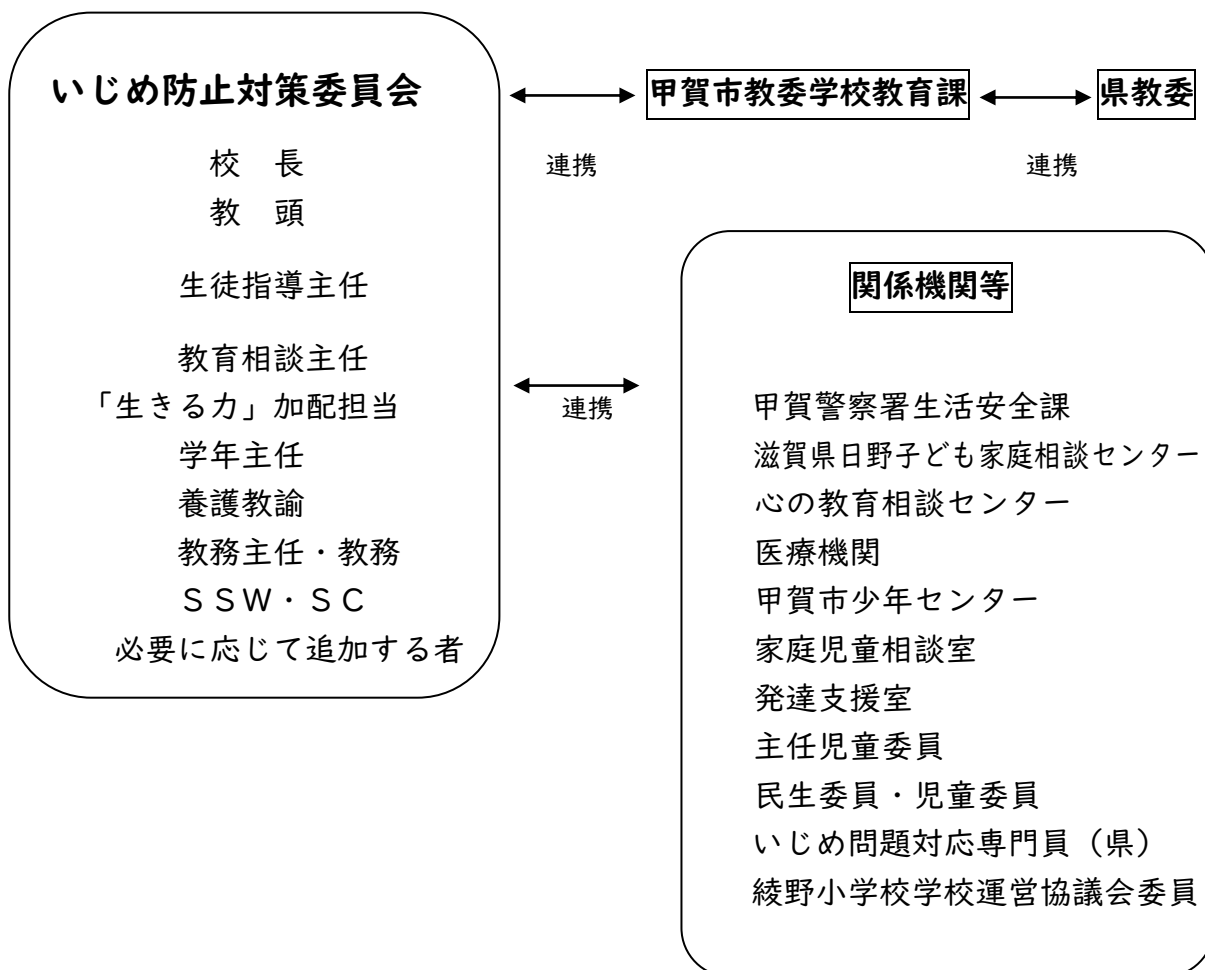 いじめ防止対策委員会
校　長
教　頭
生徒指導主任
教育相談主任
「生きる力」加配担当
学年主任
養護教諭
教務主任・教務
ＳＳＷ・ＳＣ
必要に応じて追加する者
連携
甲賀市教委学校教育課
連携
県教委
連携
関係機関等
甲賀警察署生活安全課
滋賀県日野子ども家庭相談センター
心の教育相談センター
医療機関
甲賀市少年センター
家庭児童相談室
発達支援室
主任児童委員
民生委員・児童委員
いじめ問題対応専門員（県）
綾野小学校学校運営協議会委員